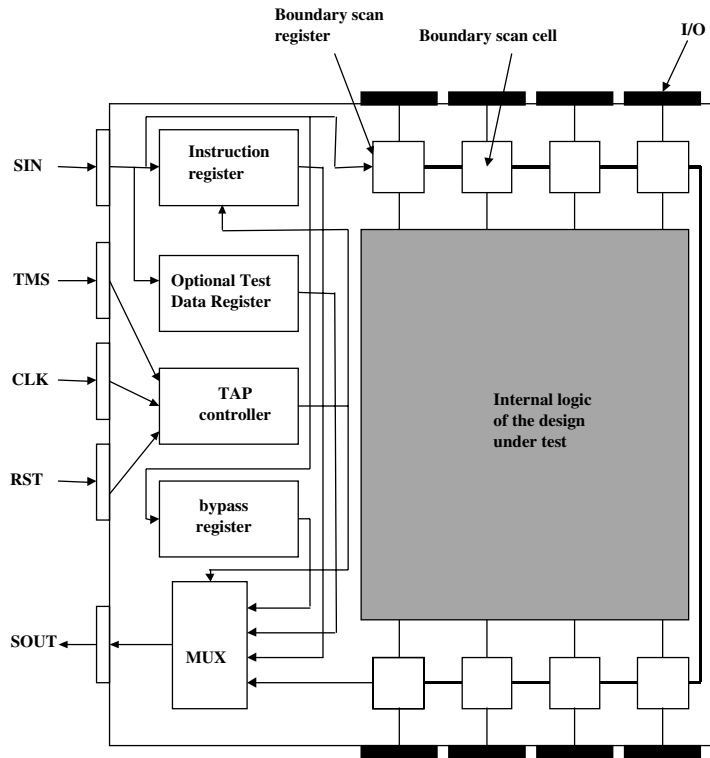 Boundary scan
register
Boundary scan cell
I/O
SIN
Instruction
register
TMS
Optional Test
Data Register
CLK
TAP
controller
Internal logic
of the design
under test
RST
bypass
register
SOUT
MUX